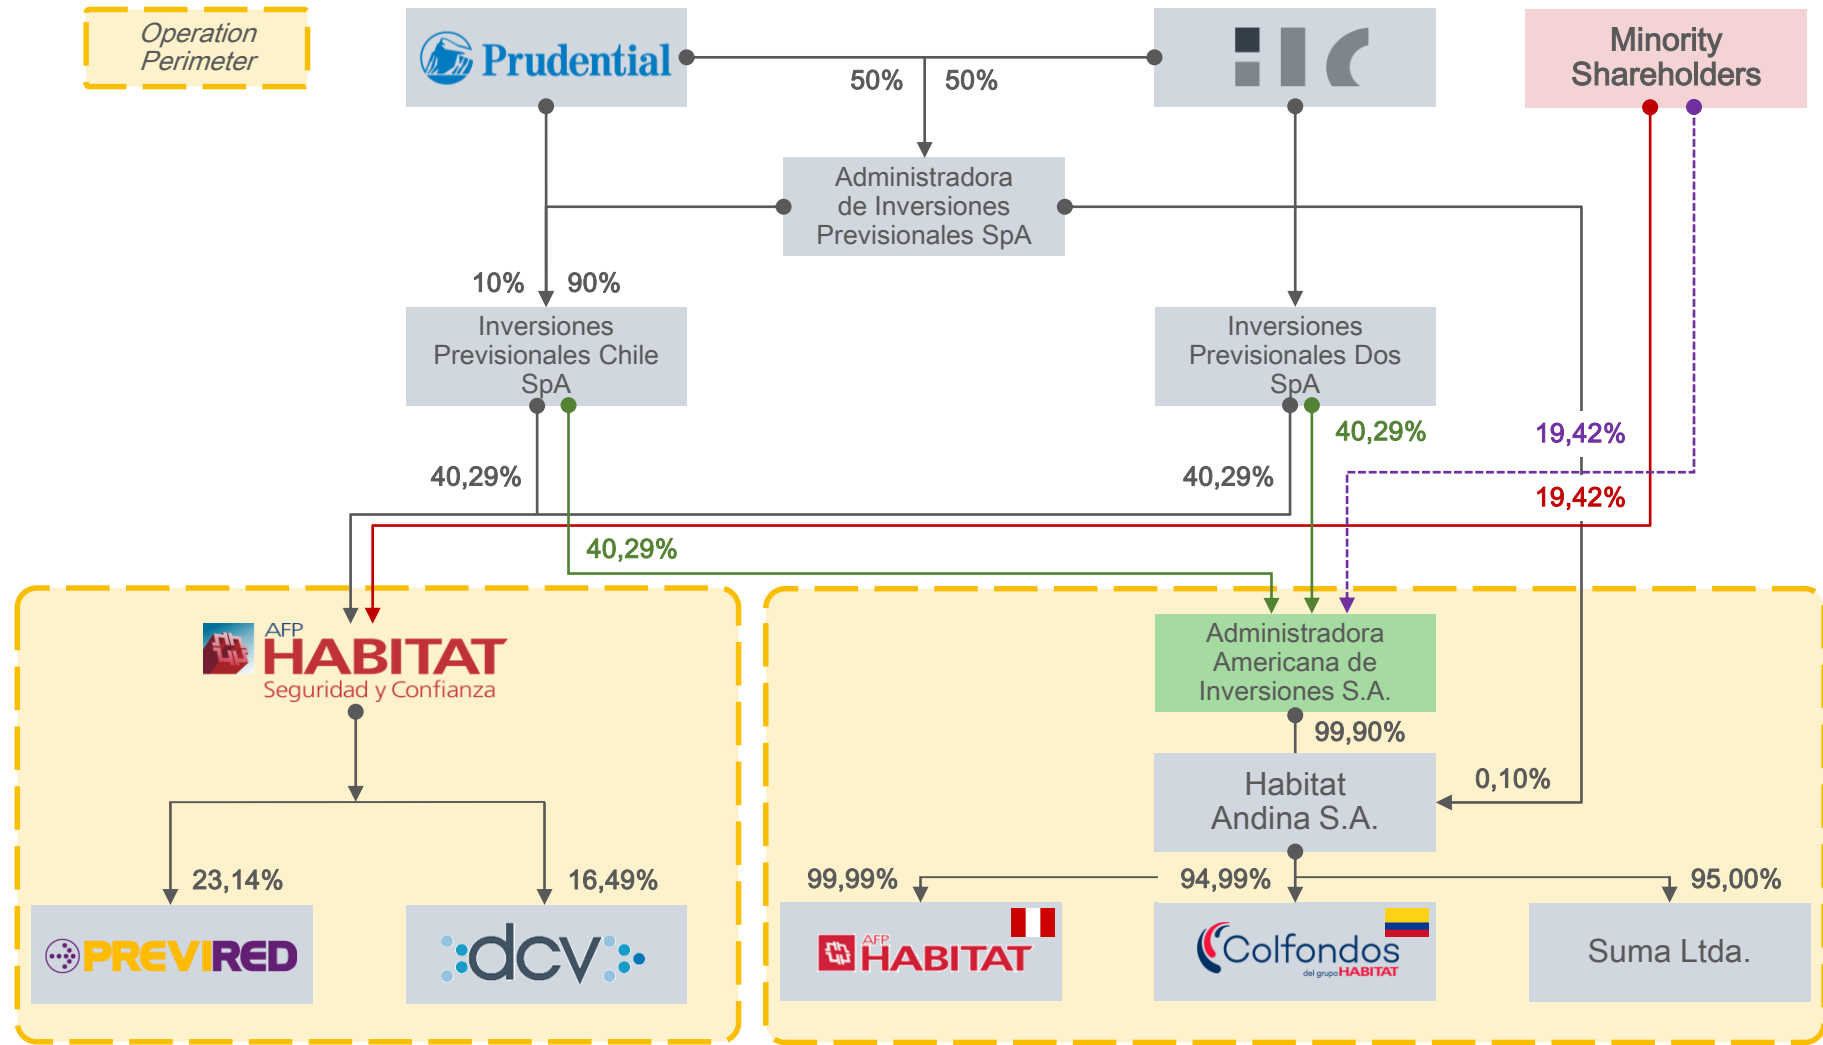 Operation
Perimeter
Prudential
ILC
Minority
Shareholders
50%
50%
Administradora
de Inversiones
Previsionales SpA
10%
90%
Inversiones
Previsionales Chile
SpA
Inversiones
Previsionales Dos
SpA
40,29%
19,42%
40,29%
40,29%
19,42%
40,29%
AFP
HABITAT
Seguridad y Confianza
Administradora
Americana de
Inversiones S.A.
99,90%
Habitat
Andina S.A.
0,10%
23,14%
16,49%
99,99%
94,99%
95,00%
PREVIRED
dcv
AFP
HABITAT
Colfondos
del grupo HABITAT
Suma Ltda.